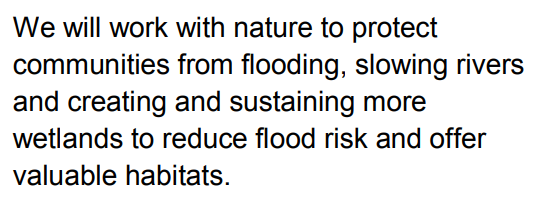 We will work with nature to protect
communities from flooding, slowing rivers
and creating and sustaining more
wetlands to reduce flood risk and offer
valuable habitats.